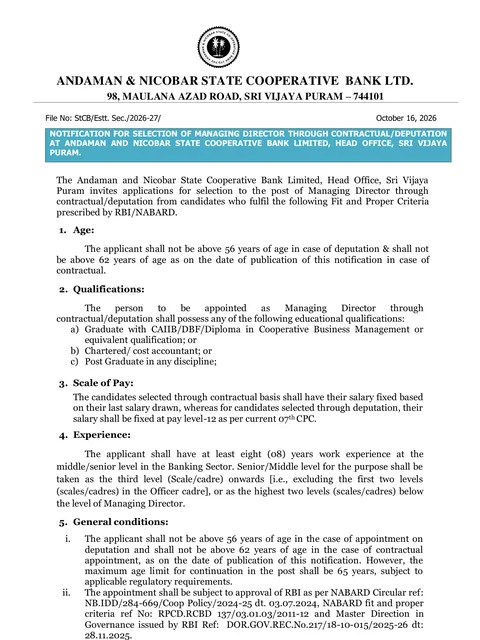 ANDAMAN & NICOBAR STATE COOPERATIVE BANK LTD.
98, MAULANA AZAD ROAD, SRI VIJAYA PURAM – 744101
File No: StCB/Estt. Sec./2026-27/ October 16, 2026
NOTIFICATION FOR SELECTION OF MANAGING DIRECTOR THROUGH CONTRACTUAL/DEPUTATION
AT ANDAMAN AND NICOBAR STATE COOPERATIVE BANK LIMITED, HEAD OFFICE, SRI VIJAYA
PURAM.
The Andaman and Nicobar State Cooperative Bank Limited, Head Office, Sri Vijaya
Puram invites applications for selection to the post of Managing Director through
contractual/deputation from candidates who fulfil the following Fit and Proper Criteria
prescribed by RBI/NABARD.
1. Age:
The applicant shall not be above 56 years of age in case of deputation & shall not
be above 62 years of age as on the date of publication of this notification in case of
contractual.
2. Qualifications:
The person to be appointed as Managing Director through
contractual/deputation shall possess any of the following educational qualifications:
a) Graduate with CAIIB/DBF/Diploma in Cooperative Business Management or
equivalent qualification; or
b) Chartered/ cost accountant; or
c) Post Graduate in any discipline;
3. Scale of Pay:
The candidates selected through contractual basis shall have their salary fixed based
on their last salary drawn, whereas for candidates selected through deputation, their
salary shall be fixed at pay level-12 as per current 07th CPC.
4. Experience:
The applicant shall have at least eight (08) years work experience at the
middle/senior level in the Banking Sector. Senior/Middle level for the purpose shall be
taken as the third level (Scale/cadre) onwards [i.e., excluding the first two levels
(scales/cadres) in the Officer cadre], or as the highest two levels (scales/cadres) below
the level of Managing Director.
5. General conditions:
i. The applicant shall not be above 56 years of age in the case of appointment on
deputation and shall not be above 62 years of age in the case of contractual
appointment, as on the date of publication of this notification. However, the
maximum age limit for continuation in the post shall be 65 years, subject to
applicable regulatory requirements.
ii. The appointment shall be subject to approval of RBI as per NABARD Circular ref:
NB.IDD/284-669/Coop Policy/2024-25 dt. 03.07.2024, NABARD fit and proper
criteria ref No: RPCD.RCBD 137/03.01.03/2011-12 and Master Direction in
Governance issued by RBI Ref: DOR.GOV.REC.No.217/18-10-015/2025-26 dt:
28.11.2025.